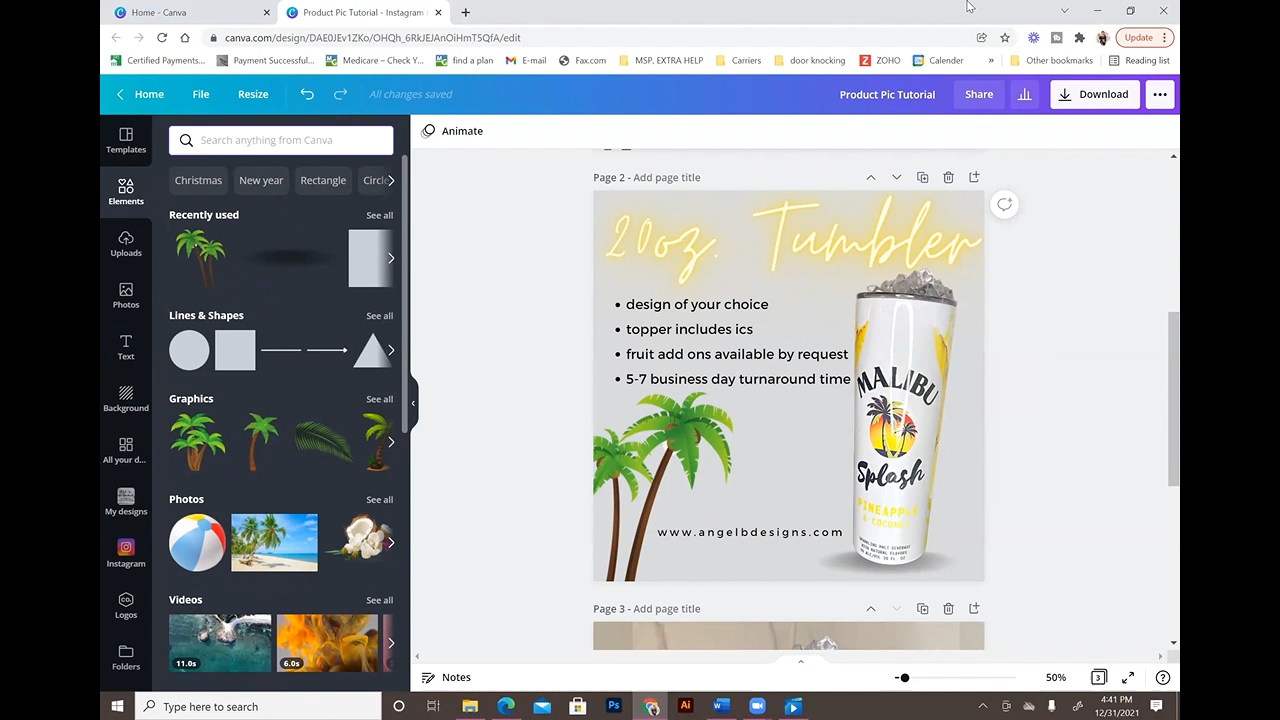 Home - Canva
Product Pic Tutorial - Instagram
canva.com/design/DAE0JEv1ZKo/OHQh_6RkJEJAnOiHmT5QfA/edit
Update
Certified Payments...
Payment Successful...
Medicare – Check Y...
find a plan
E-mail
Fax.com
MSP, EXTRA HELP
Carriers
door knocking
ZOHO
Calender
»
Other bookmarks
Reading list
Home
File
Resize
All changes saved
Product Pic Tutorial
Share
Download
Templates
Elements
Uploads
Photos
Text
Background
All your d...
My designs
Instagram
Logos
Folders
Search anything from Canva
Christmas
New year
Rectangle
Circle
Recently used
See all
Lines & Shapes
See all
Graphics
See all
Photos
See all
Videos
See all
11.0s
6.0s
Animate
Page 2 - Add page title
20oz. Tumbler
• design of your choice
• topper includes ics
• fruit add ons available by request
• 5-7 business day turnaround time
MALIBU
Splash
PINEAPPLE
& COCONUT
SPARKLING MALT BEVERAGE
WITH NATURAL FLAVORS
www.angelbdesigns.com
Page 3 - Add page title
Notes
50%
3
Type here to search
4:41 PM
12/31/2021